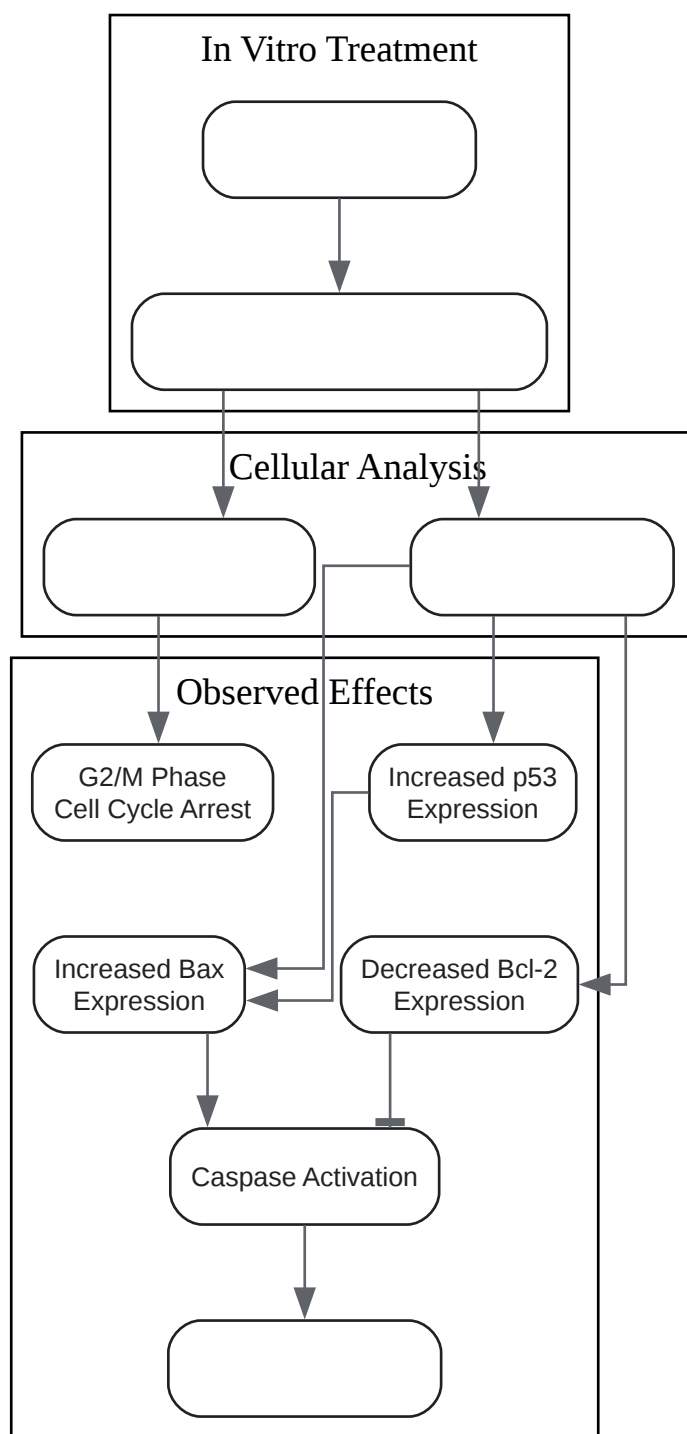 In Vitro Treatment
Cellular Analysis
Observed Effects
G2/M Phase
Cell Cycle Arrest
Increased p53
Expression
Increased Bax
Expression
Decreased Bcl-2
Expression
Caspase Activation